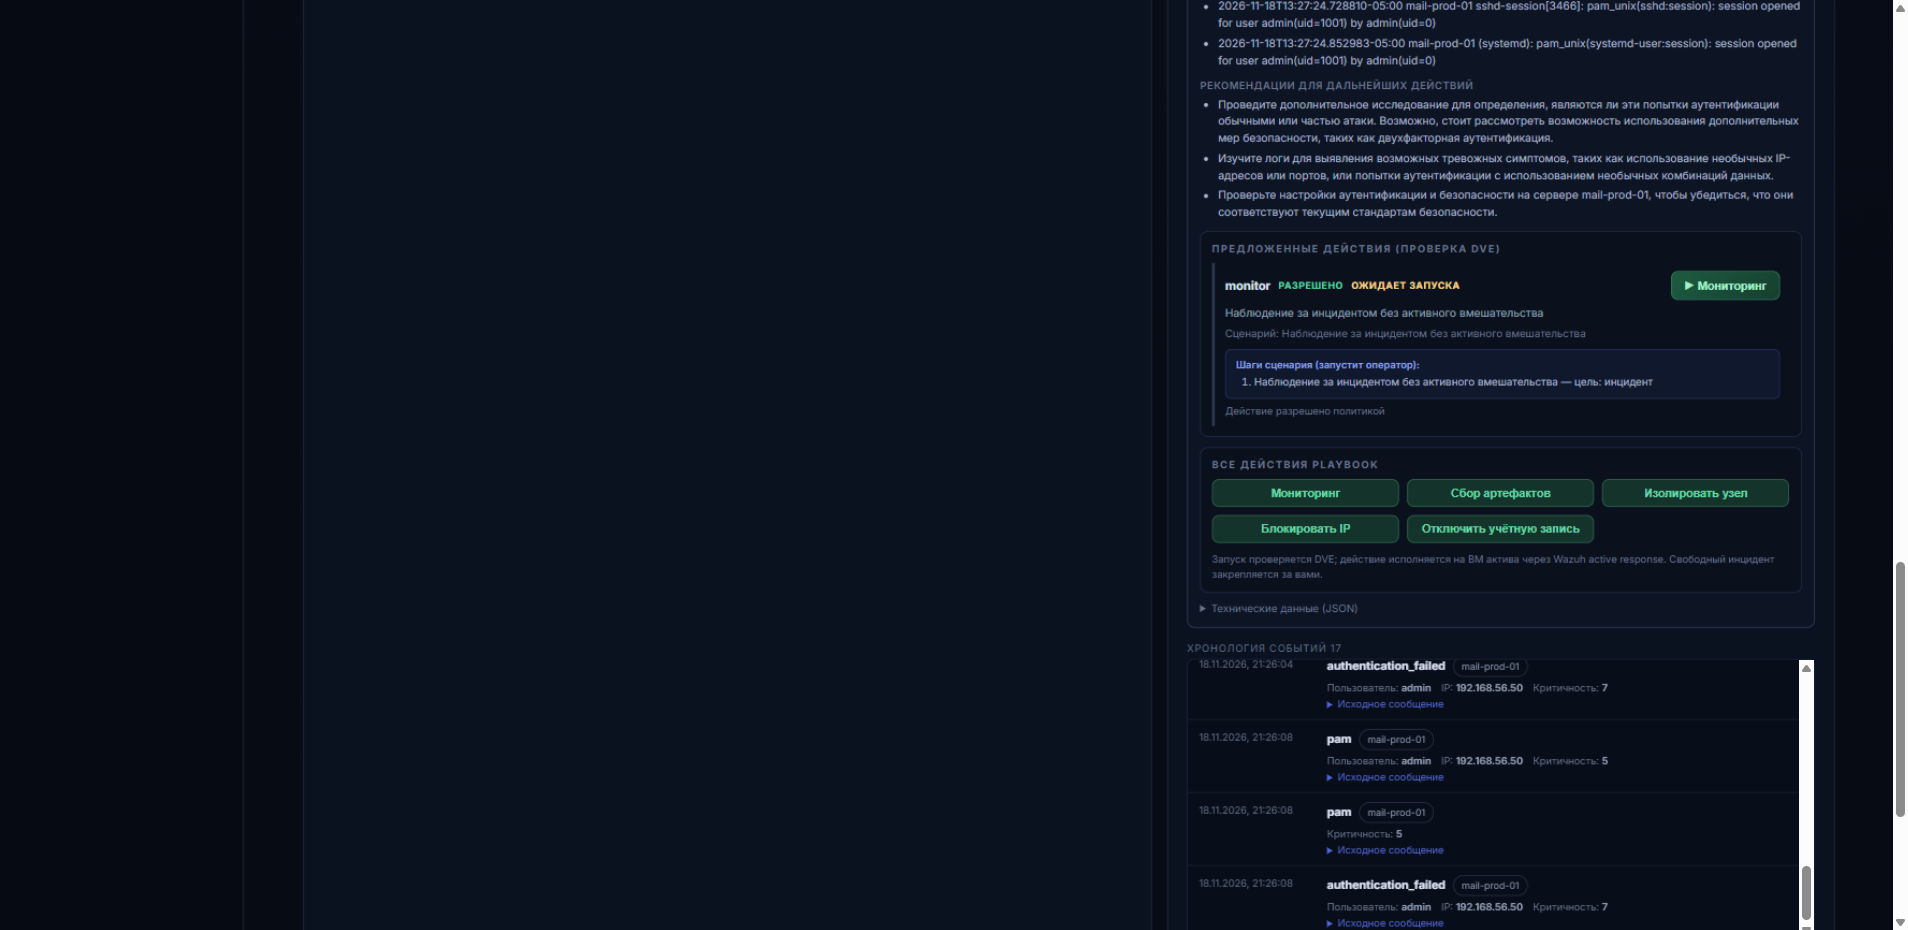 2026-11-18T13:27:24.728810-05:00 mail-prod-01 sshd-session[3466]: pam_unix(sshd:session): session opened
for user admin(uid=1001) by admin(uid=0)
2026-11-18T13:27:24.852983-05:00 mail-prod-01 (systemd): pam_unix(systemd-user:session): session opened
for user admin(uid=1001) by admin(uid=0)
РЕКОМЕНДАЦИИ ДЛЯ ДАЛЬНЕЙШИХ ДЕЙСТВИЙ
Проведите дополнительное исследование для определения, являются ли эти попытки аутентификации
обычными или частью атаки. Возможно, стоит рассмотреть возможность использования дополнительных
мер безопасности, таких как двухфакторная аутентификация.
Изучите логи для выявления возможных тревожных симптомов, таких как использование необычных IP-
адресов или портов, или попытки аутентификации с использованием необычных комбинаций данных.
Проверьте настройки аутентификации и безопасности на сервере mail-prod-01, чтобы убедиться, что они
соответствуют текущим стандартам безопасности.
ПРЕДЛОЖЕННЫЕ ДЕЙСТВИЯ (ПРОВЕРКА DVE)
monitor РАЗРЕШЕНО ОЖИДАЕТ ЗАПУСКА
▶ Мониторинг
Наблюдение за инцидентом без активного вмешательства
Сценарий: Наблюдение за инцидентом без активного вмешательства
Шаги сценария (запустит оператор):
1. Наблюдение за инцидентом без активного вмешательства — цель: инцидент
Действие разрешено политикой
ВСЕ ДЕЙСТВИЯ PLAYBOOK
Мониторинг Сбор артефактов Изолировать узел
Блокировать IP Отключить учётную запись
Запуск проверяется DVE; действие исполняется на ВМ актива через Wazuh active response. Свободный инцидент
закрепляется за вами.
▶ Технические данные (JSON)
ХРОНОЛОГИЯ СОБЫТИЙ 17
18.11.2026, 21:26:04 authentication_failed mail-prod-01
Пользователь: admin IP: 192.168.56.50 Критичность: 7
▶ Исходное сообщение
18.11.2026, 21:26:08 pam mail-prod-01
Пользователь: admin IP: 192.168.56.50 Критичность: 5
▶ Исходное сообщение
18.11.2026, 21:26:08 pam mail-prod-01
Критичность: 5
▶ Исходное сообщение
18.11.2026, 21:26:08 authentication_failed mail-prod-01
Пользователь: admin IP: 192.168.56.50 Критичность: 7
▶ Исходное сообщение